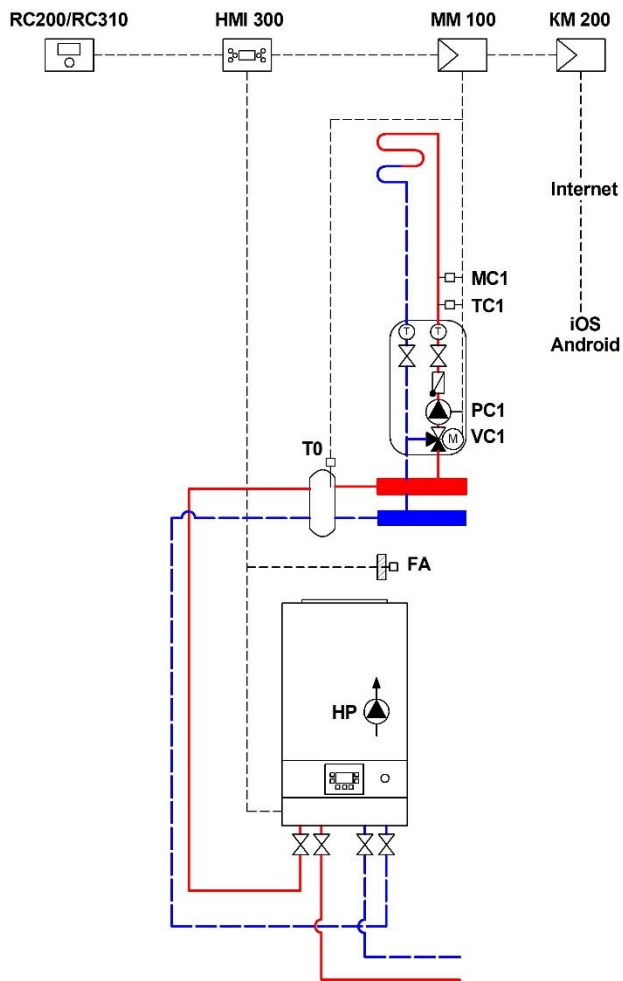 RC200/RC310
HMI 300
MM 100
KM 200
Internet
MC1
TC1
iOS
Android
T
T
PC1
M
VC1
T0
FA
HP